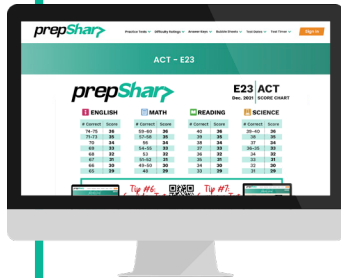 prepSharp
Practice Tests Difficulty Ratings Answer Keys Bubble Sheets Test Dates Test Timer Sign In
ACT – E23
prepSharp
E23 ACT
Dec. 2021 SCORE CHART
ENGLISH MATH READING SCIENCE
# Correct Score # Correct Score # Correct Score # Correct Score
74-75 36 59-60 36 40 36 39-40 36
71-73 35 57-58 35 39 35 38 35
70 34 56 34 38 34 37 34
69 33 54-55 33 37 33 36-35 33
68 32 53 32 36 32 34 32
67 31 51-52 31 35 31 33 31
66 30 49-50 30 34 30 32 30
65 29 48 29 33 29 31 29
Tip #6: Tip #7: